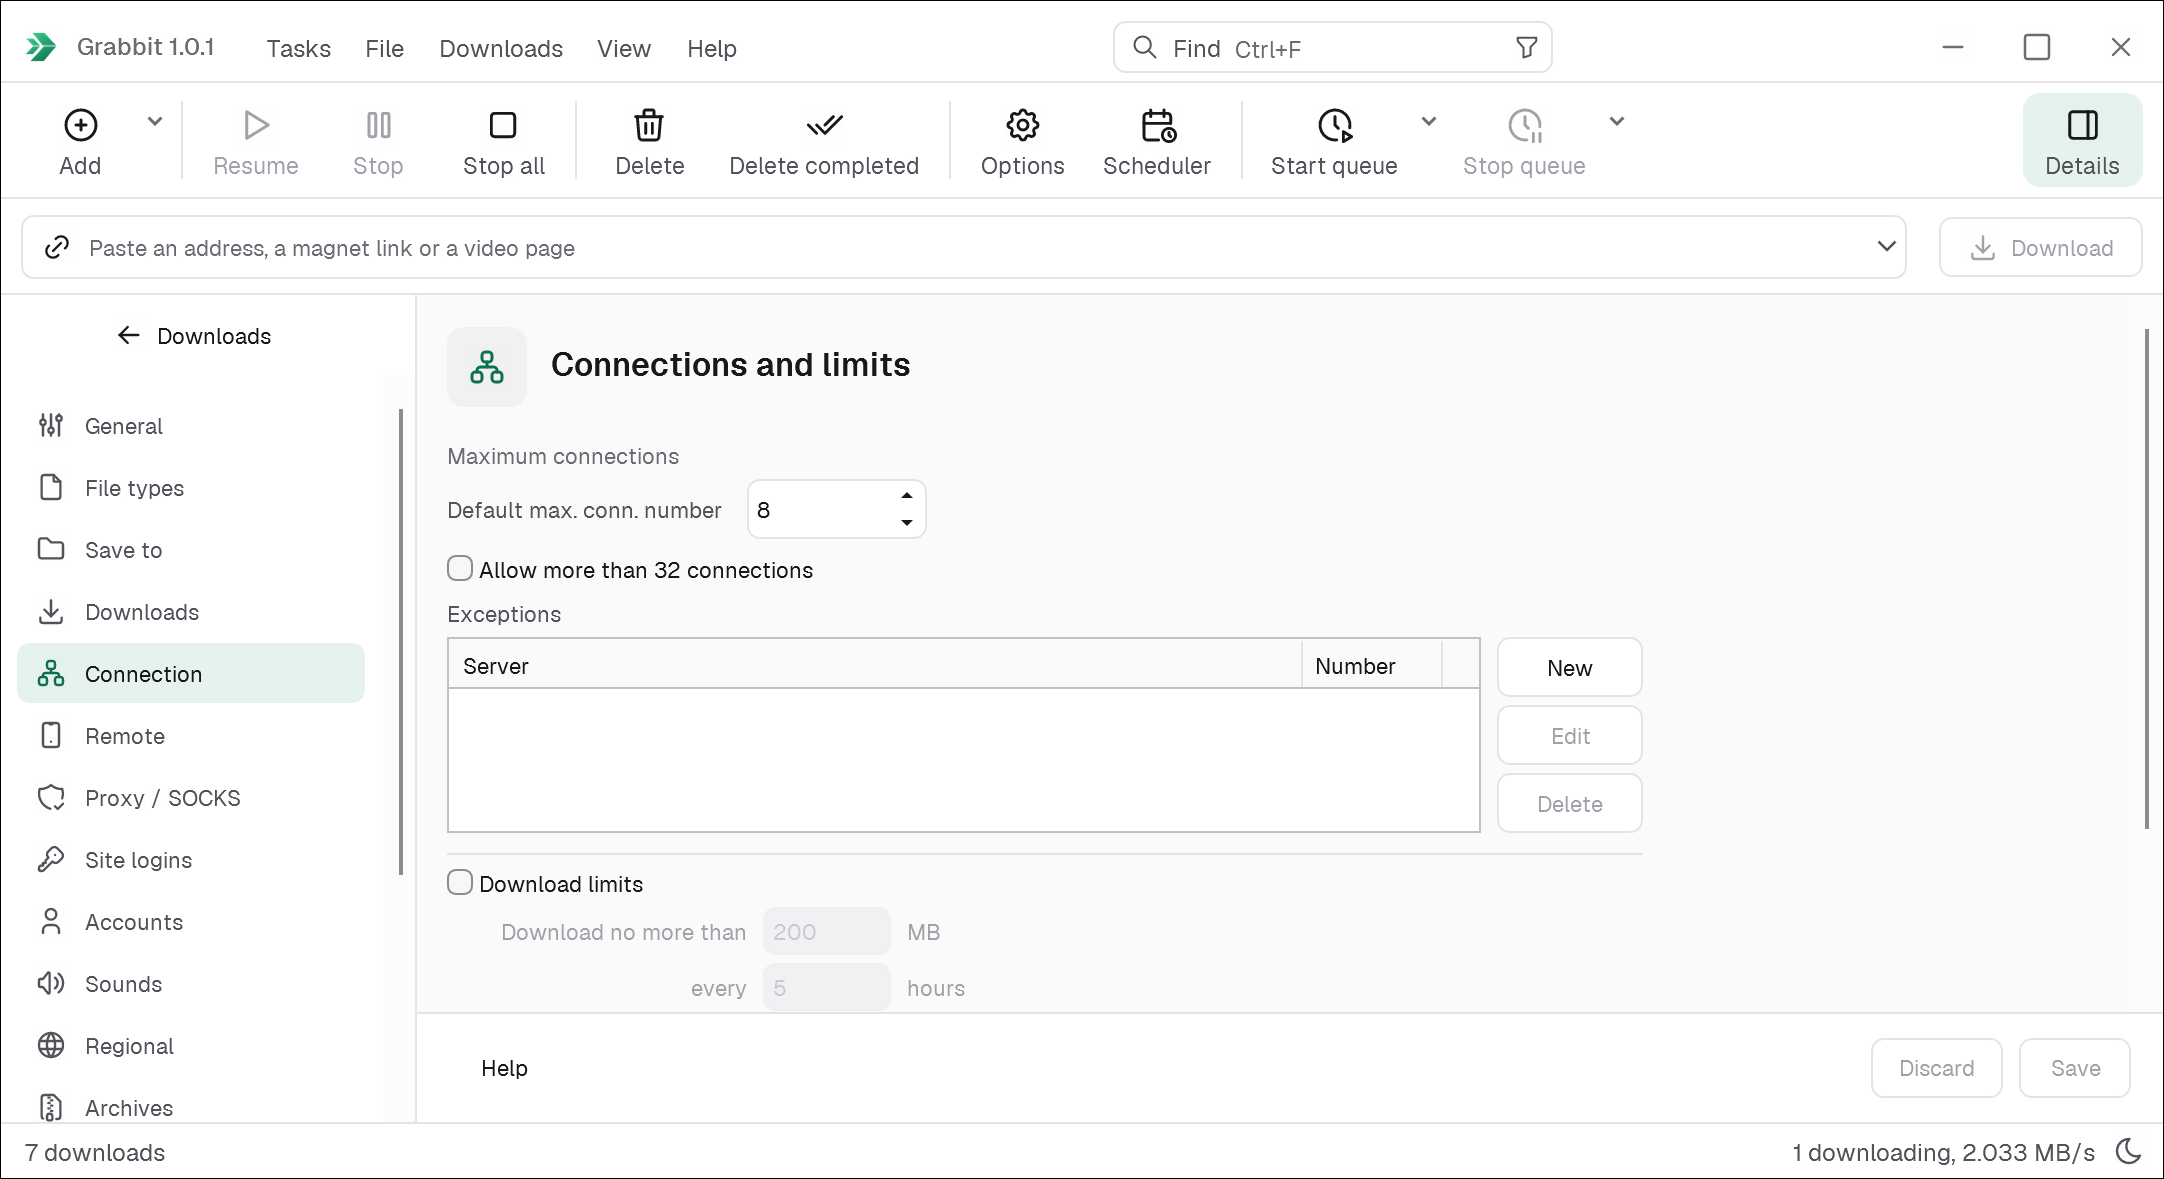 Grabbit 1.0.1
Tasks
File
Downloads
View
Help
Find Ctrl+F
Add
Resume
Stop
Stop all
Delete
Delete completed
Options
Scheduler
Start queue
Stop queue
Details
Paste an address, a magnet link or a video page
Download
Downloads
General
File types
Save to
Downloads
Connection
Remote
Proxy / SOCKS
Site logins
Accounts
Sounds
Regional
Archives
Connections and limits
Maximum connections
Default max. conn. number 8
Allow more than 32 connections
Exceptions
Server Number
New
Edit
Delete
Download limits
Download no more than 200 MB
every 5 hours
Help
Discard
Save
7 downloads
1 downloading, 2.033 MB/s